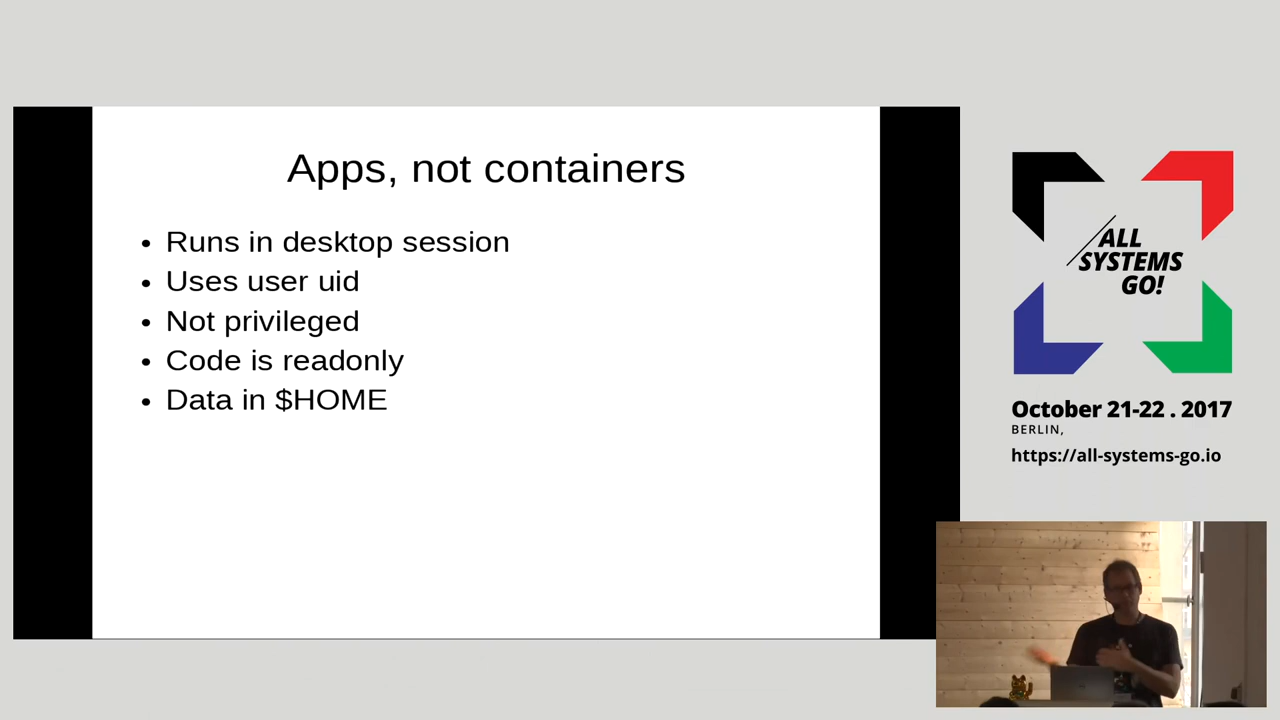 Apps, not containers
• Runs in desktop session
• Uses user uid
• Not privileged
• Code is readonly
• Data in $HOME
ALL
SYSTEMS
GO!
October 21-22 . 2017
BERLIN,
https://all-systems-go.io